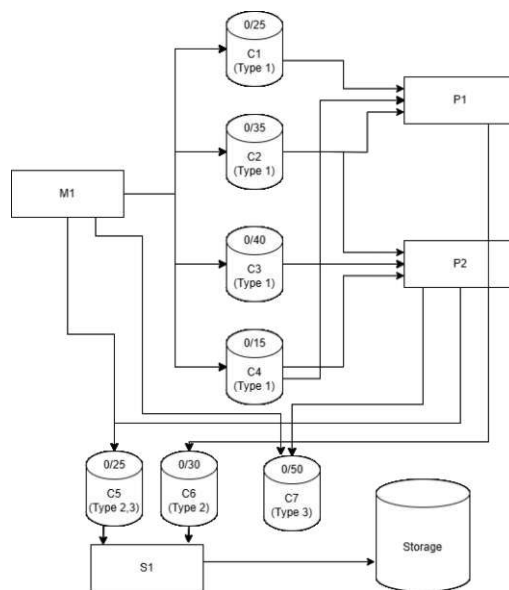 0/25
C1
(Type 1)
P1
0/35
C2
(Type 1)
M1
0/40
C3
(Type 1)
P2
0/15
C4
(Type 1)
0/25
C5
(Type 2,3)
0/30
C6
(Type 2)
0/50
C7
(Type 3)
Storage
S1